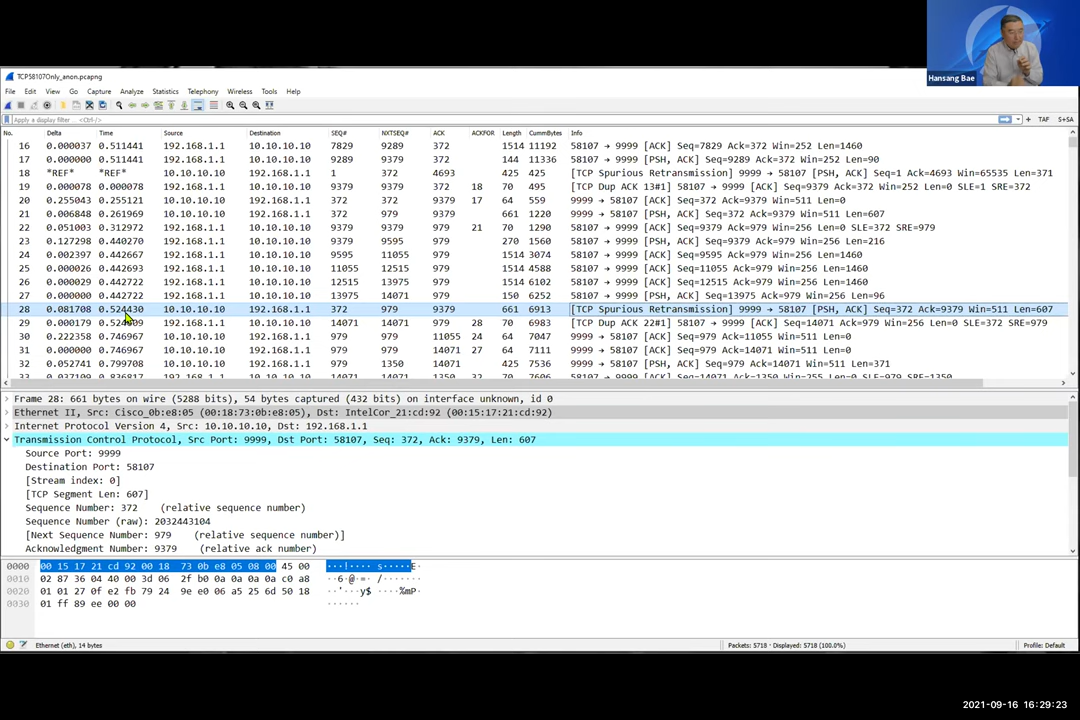 Hansang Bae
TCP58107Only_anon.pcapng
File Edit View Go Capture Analyze Statistics Telephony Wireless Tools Help
Apply a display filter ... <Ctrl-/>
+ TAF S+SA
No. Delta Time Source Destination SEQ# NXTSEQ# ACK ACKFOR Length CummBytes Info
16 0.000037 0.511441 192.168.1.1 10.10.10.10 7829 9289 372 1514 11192 58107 → 9999 [ACK] Seq=7829 Ack=372 Win=252 Len=1460
17 0.000000 0.511441 192.168.1.1 10.10.10.10 9289 9379 372 144 11336 58107 → 9999 [PSH, ACK] Seq=9289 Ack=372 Win=252 Len=90
18 *REF* *REF* 10.10.10.10 192.168.1.1 1 372 4693 425 425 [TCP Spurious Retransmission] 9999 → 58107 [PSH, ACK] Seq=1 Ack=4693 Win=65535 Len=371
19 0.000078 0.000078 192.168.1.1 10.10.10.10 9379 9379 372 18 70 495 [TCP Dup ACK 13#1] 58107 → 9999 [ACK] Seq=9379 Ack=372 Win=252 Len=0 SLE=1 SRE=372
20 0.255043 0.255121 10.10.10.10 192.168.1.1 372 372 9379 17 64 559 9999 → 58107 [ACK] Seq=372 Ack=9379 Win=511 Len=0
21 0.006848 0.261969 10.10.10.10 192.168.1.1 372 979 9379 661 1220 9999 → 58107 [PSH, ACK] Seq=372 Ack=9379 Win=511 Len=607
22 0.051003 0.312972 192.168.1.1 10.10.10.10 9379 9379 979 21 70 1290 58107 → 9999 [ACK] Seq=9379 Ack=979 Win=256 Len=0 SLE=372 SRE=979
23 0.127298 0.440270 192.168.1.1 10.10.10.10 9379 9595 979 270 1560 58107 → 9999 [PSH, ACK] Seq=9379 Ack=979 Win=256 Len=216
24 0.002397 0.442667 192.168.1.1 10.10.10.10 9595 11055 979 1514 3074 58107 → 9999 [ACK] Seq=9595 Ack=979 Win=256 Len=1460
25 0.000026 0.442693 192.168.1.1 10.10.10.10 11055 12515 979 1514 4588 58107 → 9999 [ACK] Seq=11055 Ack=979 Win=256 Len=1460
26 0.000029 0.442722 192.168.1.1 10.10.10.10 12515 13975 979 1514 6102 58107 → 9999 [ACK] Seq=12515 Ack=979 Win=256 Len=1460
27 0.000000 0.442722 192.168.1.1 10.10.10.10 13975 14071 979 150 6252 58107 → 9999 [PSH, ACK] Seq=13975 Ack=979 Win=256 Len=96
28 0.081708 0.524430 10.10.10.10 192.168.1.1 372 979 9379 661 6913 [TCP Spurious Retransmission] 9999 → 58107 [PSH, ACK] Seq=372 Ack=9379 Win=511 Len=607
29 0.000179 192.168.1.1 10.10.10.10 14071 14071 979 28 70 6983 [TCP Dup ACK 22#1] 58107 → 9999 [ACK] Seq=14071 Ack=979 Win=256 Len=0 SLE=372 SRE=979
30 0.222358 0.746967 10.10.10.10 192.168.1.1 979 979 11055 24 64 7047 9999 → 58107 [ACK] Seq=979 Ack=11055 Win=511 Len=0
31 0.000000 0.746967 10.10.10.10 192.168.1.1 979 979 14071 27 64 7111 9999 → 58107 [ACK] Seq=979 Ack=14071 Win=511 Len=0
32 0.052741 0.799708 10.10.10.10 192.168.1.1 979 1350 14071 425 7536 9999 → 58107 [PSH, ACK] Seq=979 Ack=14071 Win=511 Len=371
Frame 28: 661 bytes on wire (5288 bits), 54 bytes captured (432 bits) on interface unknown, id 0
Ethernet II, Src: Cisco_0b:e8:05 (00:18:73:0b:e8:05), Dst: IntelCor_21:cd:92 (00:15:17:21:cd:92)
Internet Protocol Version 4, Src: 10.10.10.10, Dst: 192.168.1.1
Transmission Control Protocol, Src Port: 9999, Dst Port: 58107, Seq: 372, Ack: 9379, Len: 607
Source Port: 9999
Destination Port: 58107
[Stream index: 0]
[TCP Segment Len: 607]
Sequence Number: 372 (relative sequence number)
Sequence Number (raw): 2032443104
[Next Sequence Number: 979 (relative sequence number)]
Acknowledgment Number: 9379 (relative ack number)
0000 00 15 17 21 cd 92 00 18 73 0b e8 05 08 00 45 00 ···!···· s·····E·
0010 02 87 36 04 40 00 3d 06 2f b0 0a 0a 0a 0a c0 a8 ··6·@·=· /·······
0020 01 01 27 0f e2 fb 79 24 9e e0 06 a5 25 6d 50 18 ··'···y$ ····%mP·
0030 01 ff 89 ee 00 00 ······
Ethernet (eth), 14 bytes
Packets: 5718 · Displayed: 5718 (100.0%)
Profile: Default
2021-09-16 16:29:23